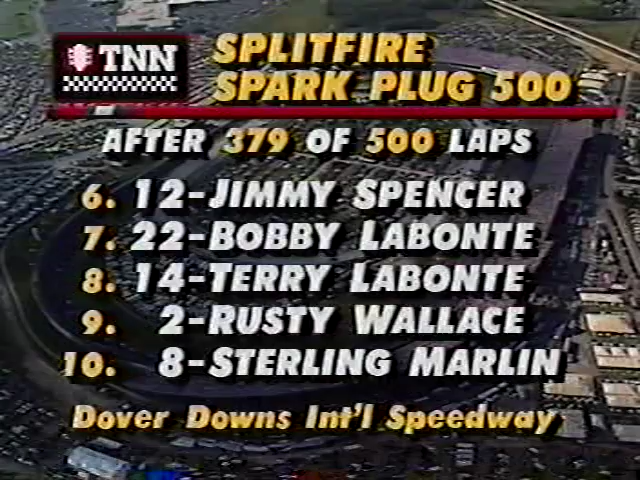 TNN
SPLITFIRE
SPARK PLUG 500
AFTER 379 OF 500 LAPS
6. 12-JIMMY SPENCER
7. 22-BOBBY LABONTE
8. 14-TERRY LABONTE
9. 2-RUSTY WALLACE
10. 8-STERLING MARLIN
Dover Downs Int'l Speedway